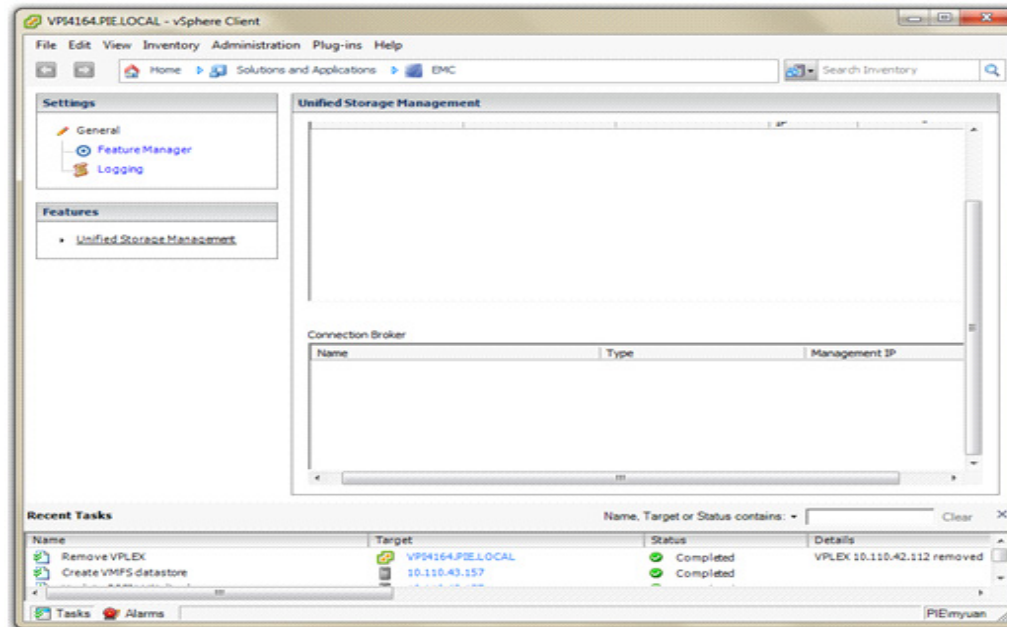 VPI4164.PIE.LOCAL - vSphere Client
File Edit View Inventory Administration Plug-ins Help
Home Solutions and Applications EMC Search Inventory
Settings
General
Feature Manager
Logging
Features
Unified Storage Management
Unified Storage Management
Connection Broker
Name Type Management IP
Recent Tasks Name, Target or Status contains: Clear
Name Target Status Details
Remove VPLEX VPI4164.PIE.LOCAL Completed VPLEX 10.110.42.112 removed
Create VMFS datastore 10.110.43.157 Completed
Tasks Alarms PIE\myuan